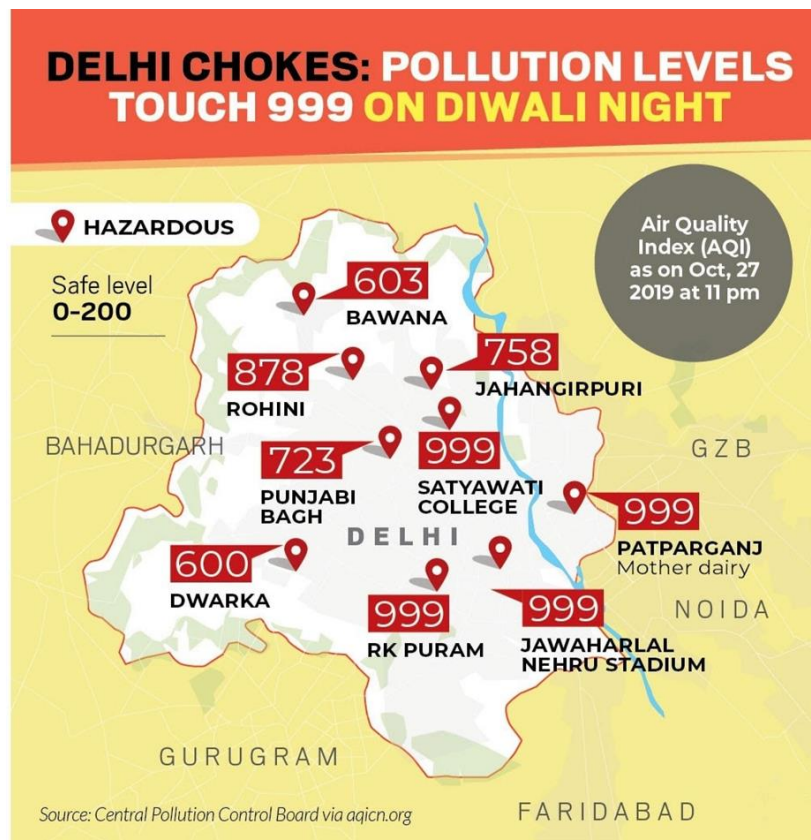 DELHI CHOKES: POLLUTION LEVELS
TOUCH 999 ON DIWALI NIGHT
HAZARDOUS
Safe level
0-200
Air Quality
Index (AQI)
as on Oct, 27
2019 at 11 pm
603
BAWANA
878
ROHINI
758
JAHANGIRPURI
BAHADURGARH
723
PUNJABI
BAGH
999
SATYAWATI
COLLEGE
GZB
999
PATPARGANJ
Mother dairy
DELHI
600
DWARKA
999
RK PURAM
999
JAWAHARLAL
NEHRU STADIUM
NOIDA
GURUGRAM
FARIDABAD
Source: Central Pollution Control Board via aqicn.org